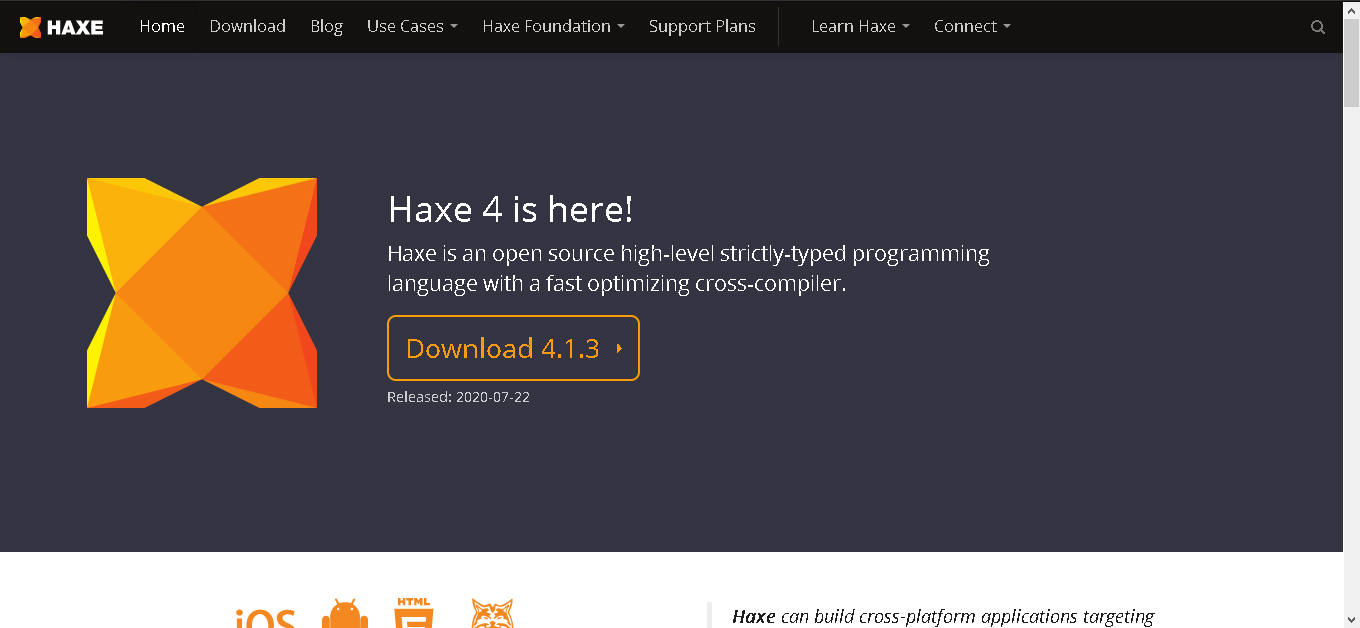 HAXE Home Download Blog Use Cases Haxe Foundation Support Plans Learn Haxe Connect
Haxe 4 is here!
Haxe is an open source high-level strictly-typed programming
language with a fast optimizing cross-compiler.
Download 4.1.3
Released: 2020-07-22
iOS HTML
Haxe can build cross-platform applications targeting